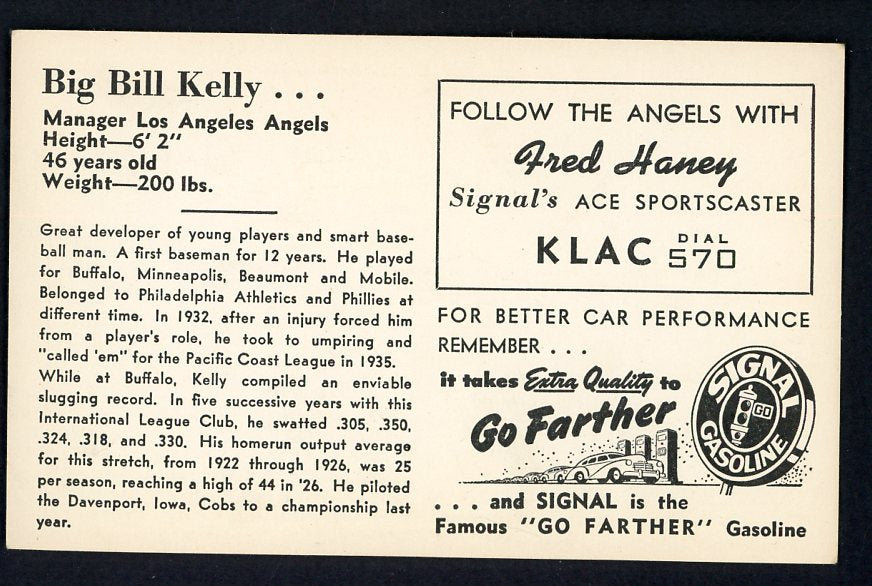 Big Bill Kelly . . .
Manager Los Angeles Angels
Height—6' 2"
46 years old
Weight—200 lbs.
Great developer of young players and smart base-
ball man. A first baseman for 12 years. He played
for Buffalo, Minneapolis, Beaumont and Mobile.
Belonged to Philadelphia Athletics and Phillies at
different time. In 1932, after an injury forced him
from a player's role, he took to umpiring and
"called 'em" for the Pacific Coast League in 1935.
While at Buffalo, Kelly compiled an enviable
slugging record. In five successive years with this
International League Club, he swatted .305, .350,
.324, .318, and .330. His homerun output average
for this stretch, from 1922 through 1926, was 25
per season, reaching a high of 44 in '26. He piloted
the Davenport, Iowa, Cobs to a championship last
year.
FOLLOW THE ANGELS WITH
Fred Haney
Signal's ACE SPORTSCASTER
KLAC DIAL 570
FOR BETTER CAR PERFORMANCE
REMEMBER . . .
it takes Extra Quality to
Go Farther
SIGNAL
GO
GASOLINE
. . . and SIGNAL is the
Famous "GO FARTHER" Gasoline